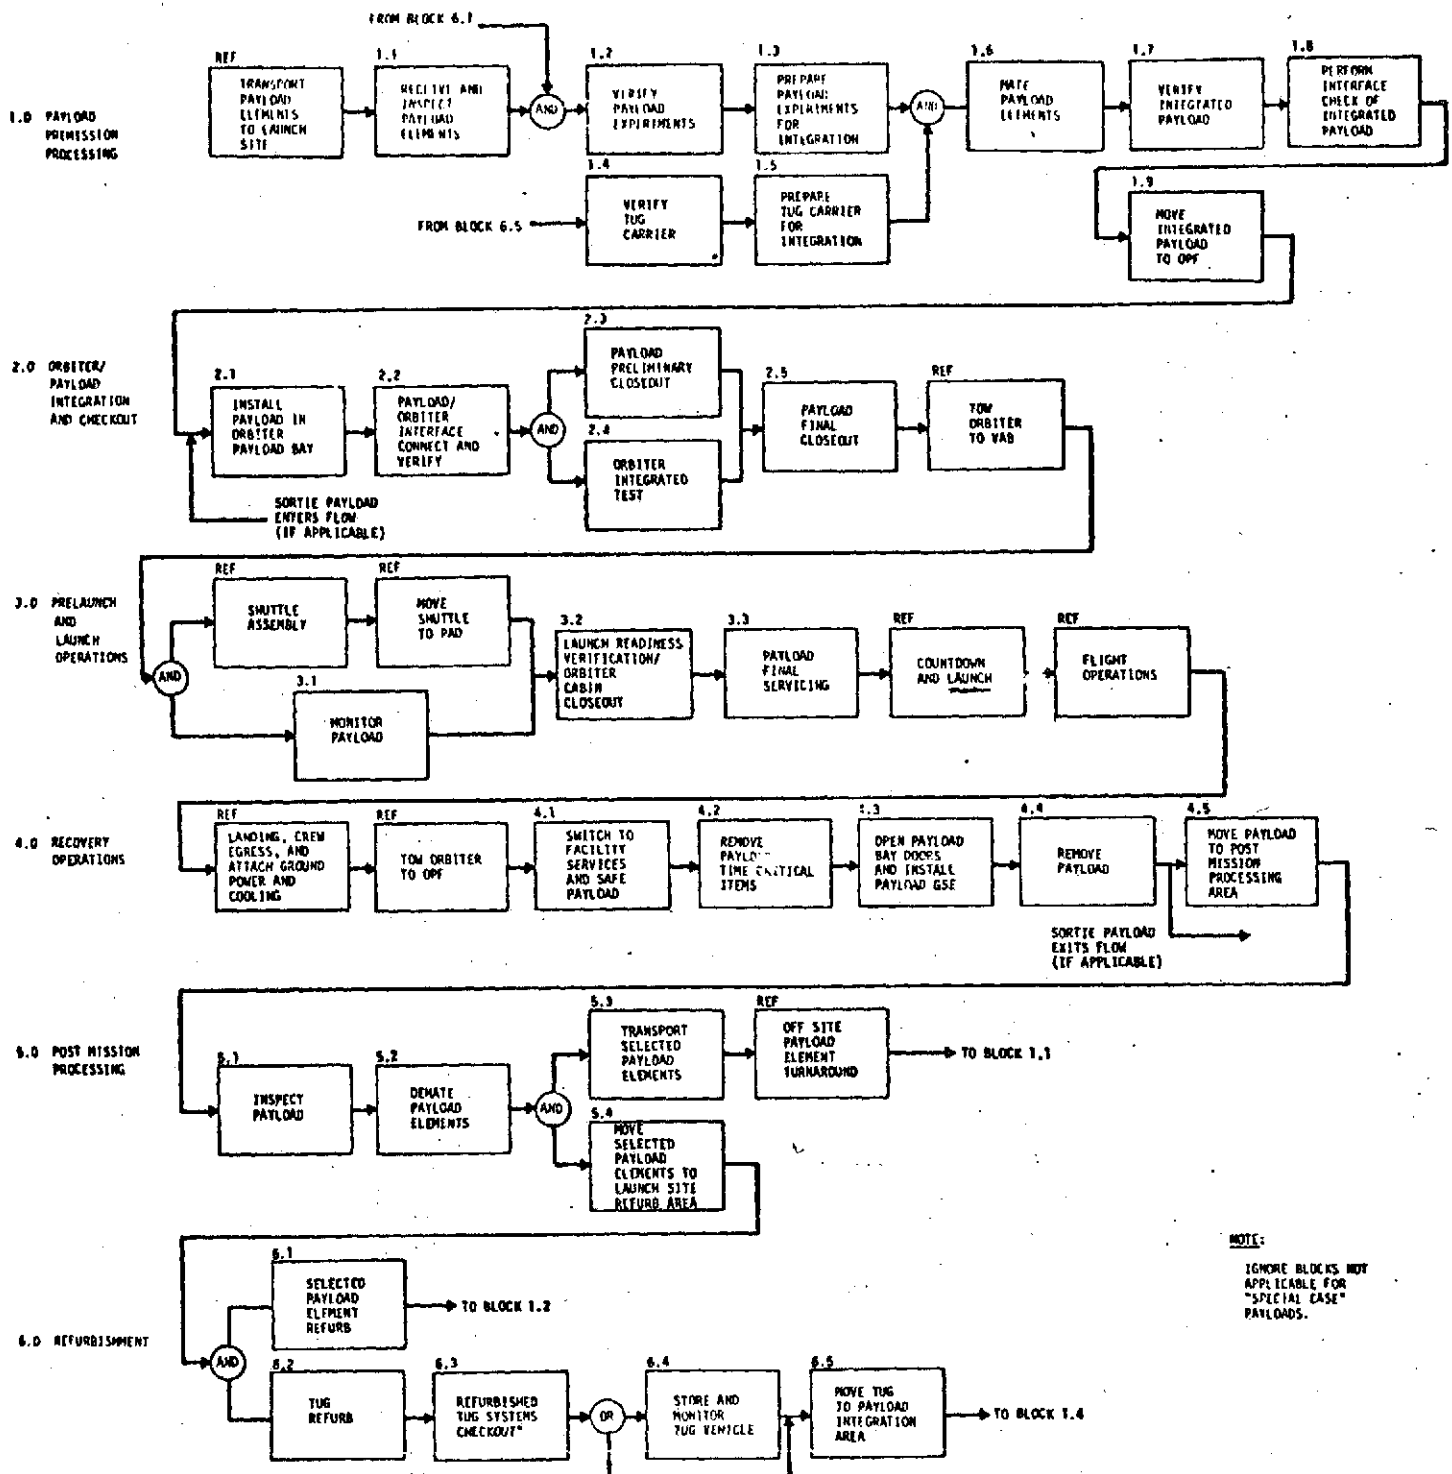 FROM BLOCK 6.1
1.0 PAYLOAD
PREMISSION
PROCESSING
REF
TRANSPORT
PAYLOAD
ELEMENTS
TO LAUNCH
SITE
1.1
RECEIVE AND
INSPECT
PAYLOAD
ELEMENTS
AND
1.2
VERIFY
PAYLOAD
EXPERIMENTS
1.3
PREPARE
PAYLOAD
EXPERIMENTS
FOR
INTEGRATION
AND
1.6
MATE
PAYLOAD
ELEMENTS
1.7
VERIFY
INTEGRATED
PAYLOAD
1.8
PERFORM
INTERFACE
CHECK OF
INTEGRATED
PAYLOAD
FROM BLOCK 6.5
1.4
VERIFY
TUG
CARRIER
1.5
PREPARE
TUG CARRIER
FOR
INTEGRATION
1.9
MOVE
INTEGRATED
PAYLOAD
TO OPF
2.0 ORBITER/
PAYLOAD
INTEGRATION
AND CHECKOUT
2.1
INSTALL
PAYLOAD IN
ORBITER
PAYLOAD BAY
2.2
PAYLOAD/
ORBITER
INTERFACE
CONNECT AND
VERIFY
AND
2.3
PAYLOAD
PRELIMINARY
CLOSEOUT
2.4
ORBITER
INTEGRATED
TEST
2.5
PAYLOAD
FINAL
CLOSEOUT
REF
TOW
ORBITER
TO VAB
SORTIE PAYLOAD
ENTERS FLOW
(IF APPLICABLE)
3.0 PRELAUNCH
AND
LAUNCH
OPERATIONS
AND
REF
SHUTTLE
ASSEMBLY
REF
MOVE
SHUTTLE
TO PAD
3.1
MONITOR
PAYLOAD
3.2
LAUNCH READINESS
VERIFICATION/
ORBITER
CABIN
CLOSEOUT
3.3
PAYLOAD
FINAL
SERVICING
REF
COUNTDOWN
AND LAUNCH
REF
FLIGHT
OPERATIONS
4.0 RECOVERY
OPERATIONS
REF
LANDING, CREW
EGRESS, AND
ATTACH GROUND
POWER AND
COOLING
REF
TOW ORBITER
TO OPF
4.1
SWITCH TO
FACILITY
SERVICES
AND SAFE
PAYLOAD
4.2
REMOVE
TIME CRITICAL
ITEMS
4.3
OPEN PAYLOAD
BAY DOORS
AND INSTALL
PAYLOAD GSE
4.4
REMOVE
PAYLOAD
4.5
MOVE PAYLOAD
TO POST
MISSION
PROCESSING
AREA
SORTIE PAYLOAD
EXITS FLOW
(IF APPLICABLE)
5.0 POST MISSION
PROCESSING
5.1
INSPECT
PAYLOAD
5.2
DEMATE
PAYLOAD
ELEMENTS
AND
5.3
TRANSPORT
SELECTED
PAYLOAD
ELEMENTS
REF
OFF SITE
PAYLOAD
ELEMENT
TURNAROUND
TO BLOCK 1.1
5.4
MOVE
SELECTED
PAYLOAD
ELEMENTS TO
LAUNCH SITE
REFURB AREA
6.0 REFURBISHMENT
AND
6.1
SELECTED
PAYLOAD
ELEMENT
REFURB
TO BLOCK 1.2
6.2
TUG
REFURB
6.3
REFURBISHED
TUG SYSTEMS
CHECKOUT"
OR
6.4
STORE AND
MONITOR
TUG VEHICLE
6.5
MOVE TUG
TO PAYLOAD
INTEGRATION
AREA
TO BLOCK 1.4
NOTE:
IGNORE BLOCKS NOT
APPLICABLE FOR
"SPECIAL CASE"
PAYLOADS.